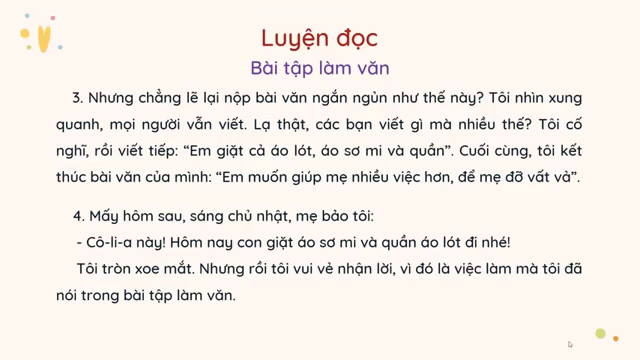 Luyện đọc
Bài tập làm văn
3. Nhưng chẳng lẽ lại nộp bài văn ngắn ngủn như thế này? Tôi nhìn xung
quanh, mọi người vẫn viết. Lạ thật, các bạn viết gì mà nhiều thế? Tôi cố
nghĩ, rồi viết tiếp: “Em giặt cả áo lót, áo sơ mi và quần”. Cuối cùng, tôi kết
thúc bài văn của mình: “Em muốn giúp mẹ nhiều việc hơn, để mẹ đỡ vất vả”.
4. Mấy hôm sau, sáng chủ nhật, mẹ bảo tôi:
- Cô-li-a này! Hôm nay con giặt áo sơ mi và quần áo lót đi nhé!
Tôi tròn xoe mắt. Nhưng rồi tôi vui vẻ nhận lời, vì đó là việc làm mà tôi đã
nói trong bài tập làm văn.